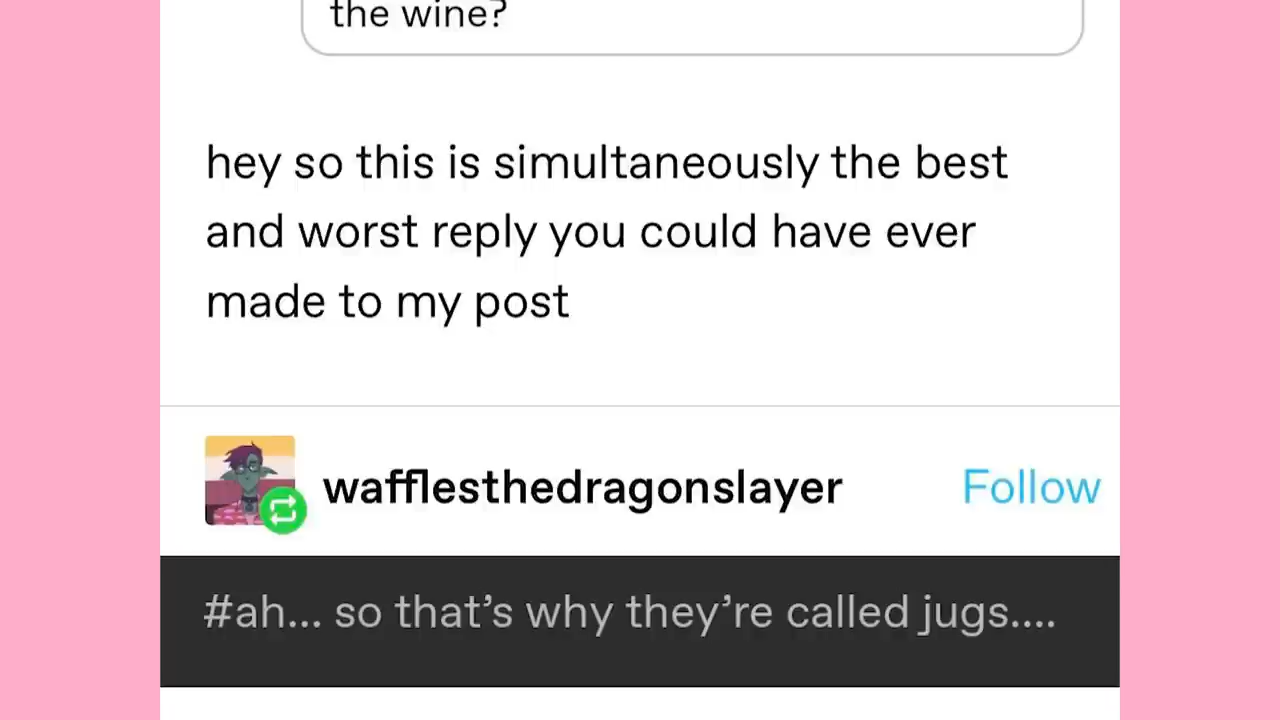 the wine?
hey so this is simultaneously the best
and worst reply you could have ever
made to my post
wafflesthedragonslayer Follow
#ah... so that’s why they’re called jugs....